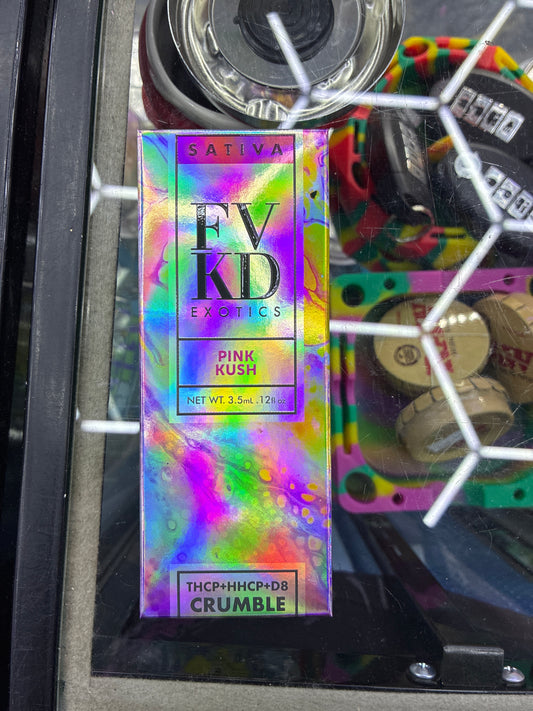 SATIVA
FV
KD
EXOTICS
PINK
KUSH
NET WT. 3.5mL .12fl oz
THCP+HHCP+D8
CRUMBLE